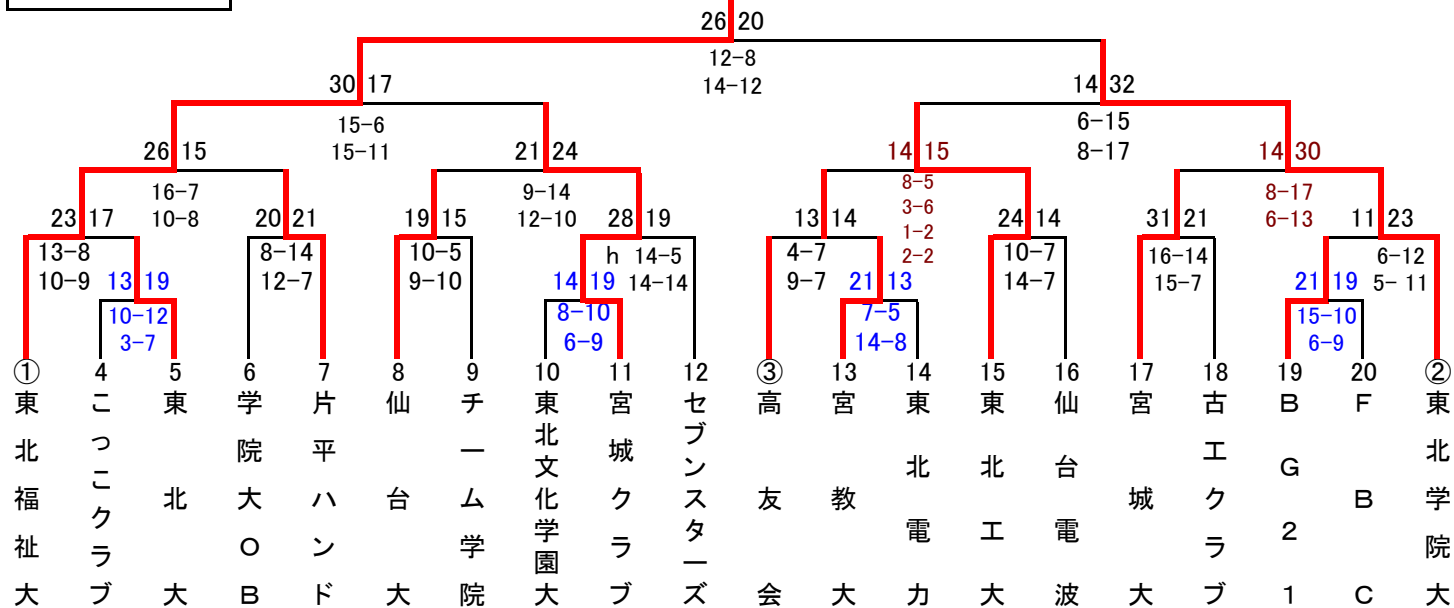 26 20
12-8
14-12
30 17
15-6
15-11
14 32
6-15
8-17
26 15
16-7
10-8
21 24
9-14
12-10
14 15
8-5
3-6
1-2
2-2
14 30
8-17
6-13
23 17
13-8
10-9
20 21
8-14
12-7
19 15
10-5
9-10
28 19
h 14-5
14-14
13 14
4-7
9-7
24 14
10-7
14-7
31 21
16-14
15-7
11 23
6-12
5- 11
13 19
10-12
3-7
14 19
8-10
6-9
21 13
7-5
14-8
21 19
15-10
6-9
① 東北福祉大
4 こっこクラブ
5 東北大
6 学院大OB
7 片平ハンド
8 仙台大
9 チーム学院
10 東北文化学園大
11 宮城クラブ
12 セブンスターズ
③ 高友会
13 宮教大
14 東北電力
15 東北工大
16 仙台電波
17 宮城大
18 古工クラブ
19 BG21
20 FBC
② 東北学院大